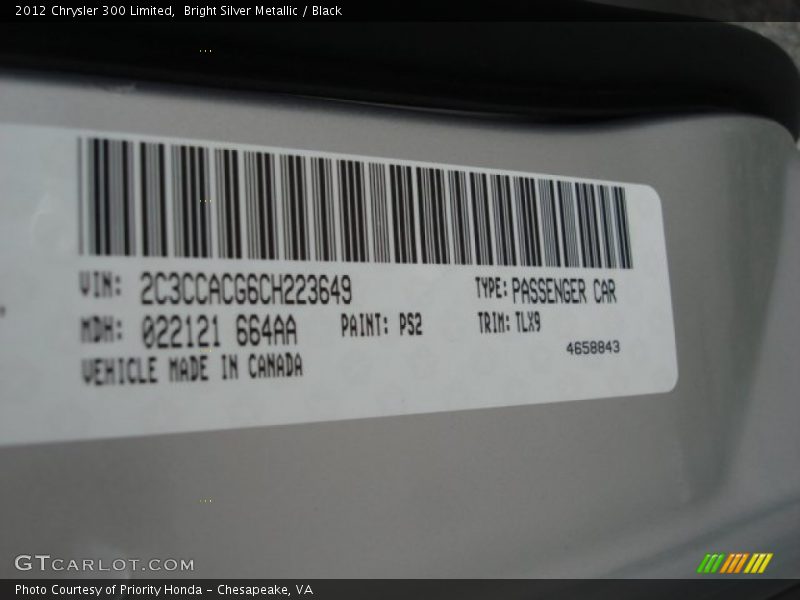 2012 Chrysler 300 Limited,  Bright Silver Metallic / Black
VIN: 2C3CCACG6CH223649 TYPE: PASSENGER CAR
MDH: 022121 664AA PAINT: PS2 TRIM: TLX9
VEHICLE MADE IN CANADA 4658843
GTCARLOT.COM
Photo Courtesy of Priority Honda - Chesapeake, VA